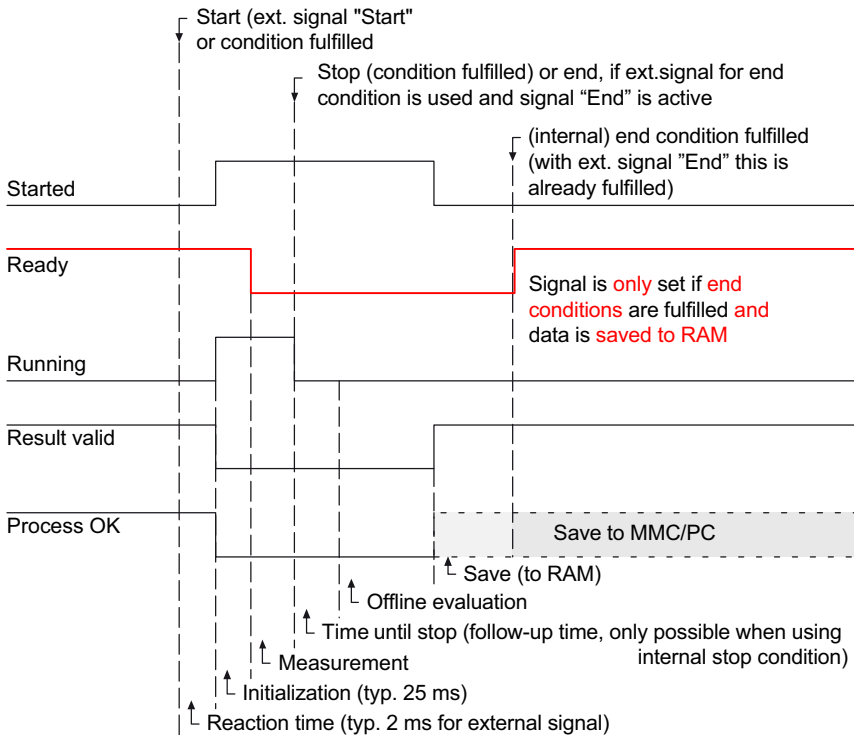 Start (ext. signal "Start"
or condition fulfilled
Stop (condition fulfilled) or end, if ext.signal for end
condition is used and signal “End” is active
(internal) end condition fulfilled
(with ext. signal ”End” this is
already fulfilled)
Started
Ready
Signal is only set if end
conditions are fulfilled and
data is saved to RAM
Running
Result valid
Process OK
Save to MMC/PC
Save (to RAM)
Offline evaluation
Time until stop (follow-up time, only possible when using
internal stop condition)
Measurement
Initialization (typ. 25 ms)
Reaction time (typ. 2 ms for external signal)